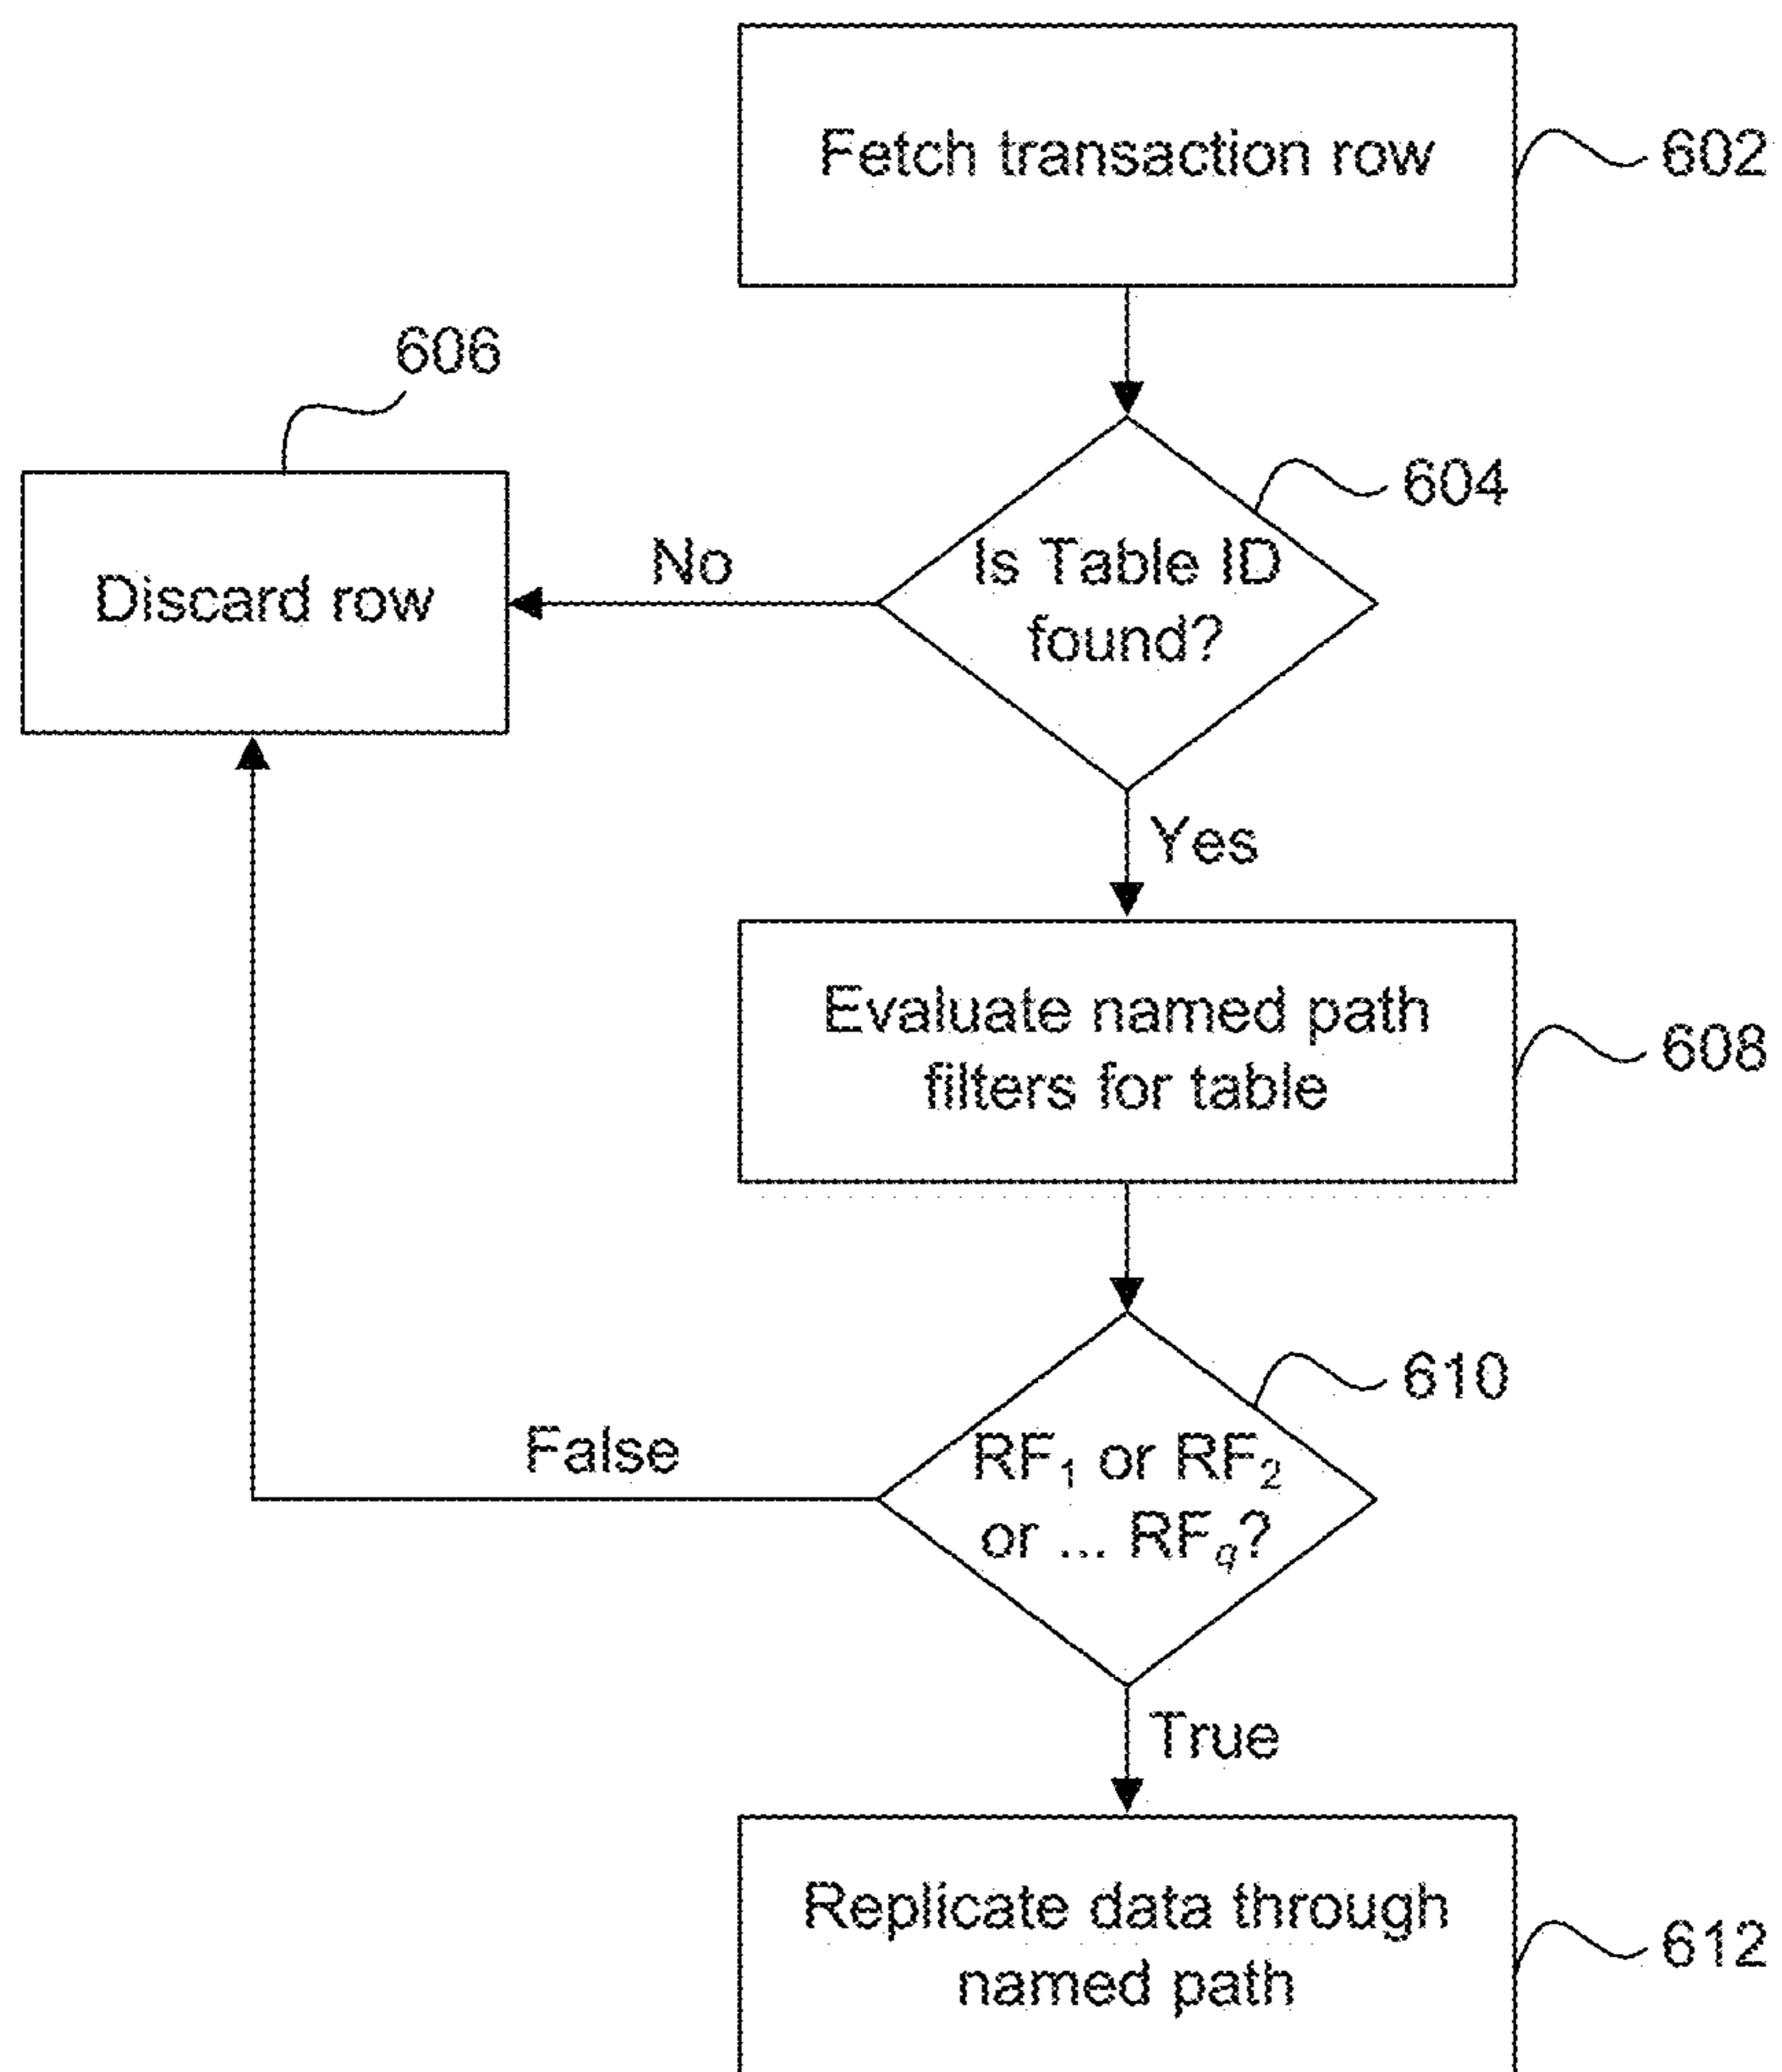 Fetch transaction row
602
606
604
Discard row
No
Is Table ID
found?
Yes
Evaluate named path
filters for table
608
610
False
RF₁ or RF₂
or ... RF_q?
True
Replicate data through
named path
612